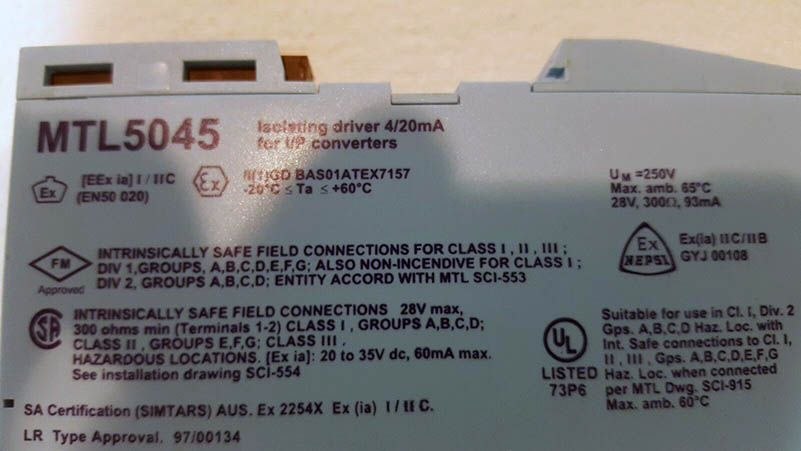 MTL5045
Isolating driver 4/20mA
for I/P converters
Ex
[EEx ia] I / IIC
(EN50 020)
Ex
II(1)GD BAS01ATEX7157
-20°C ≤ Ta ≤ +60°C
UM =250V
Max. amb. 65°C
28V, 300Ω, 93mA
FM
Approved
INTRINSICALLY SAFE FIELD CONNECTIONS FOR CLASS I , II , III ;
DIV 1,GROUPS, A,B,C,D,E,F,G; ALSO NON-INCENDIVE FOR CLASS I ;
DIV 2, GROUPS A,B,C,D; ENTITY ACCORD WITH MTL SCI-553
Ex
NEPSI
Ex(ia) IIC/IIB
GYJ 00108
SA
INTRINSICALLY SAFE FIELD CONNECTIONS 28V max,
300 ohms min (Terminals 1-2) CLASS I , GROUPS A,B,C,D;
CLASS II , GROUPS E,F,G; CLASS III .
HAZARDOUS LOCATIONS. [Ex ia]: 20 to 35V dc, 60mA max.
See installation drawing SCI-554
UL
LISTED
73P6
Suitable for use in Cl. I, Div. 2
Gps. A,B,C,D Haz. Loc. with
Int. Safe connections to Cl. I,
II , III , Gps. A,B,C,D,E,F,G
Haz. Loc. when connected
per MTL Dwg. SCI-915
Max. amb. 60°C
SA Certification (SIMTARS) AUS. Ex 2254X Ex (ia) I / II C.
LR Type Approval. 97/00134